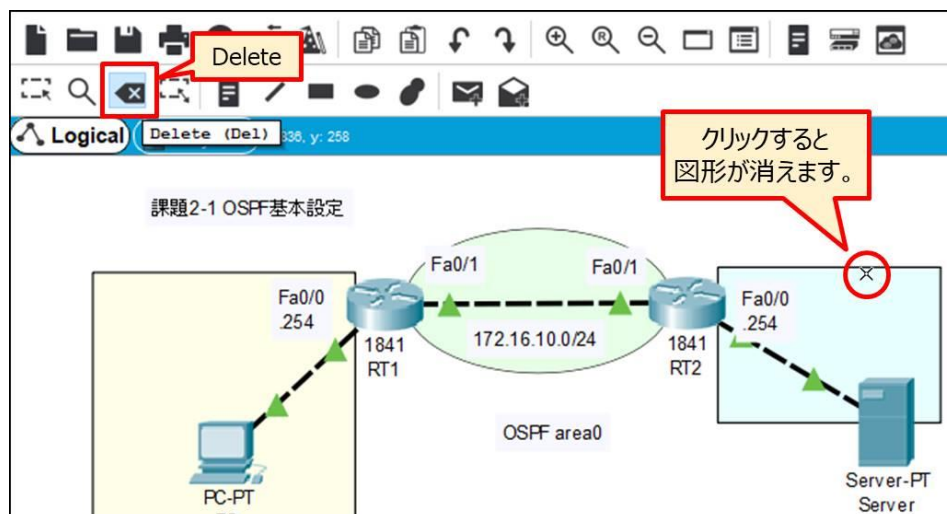 Delete
Logical
Delete (Del)
336, y: 258
クリックすると
図形が消えます。
課題2-1 OSPF基本設定
Fa0/1
Fa0/1
Fa0/0
.254
Fa0/0
.254
172.16.10.0/24
1841
RT1
1841
RT2
OSPF area0
PC-PT
Server-PT
Server